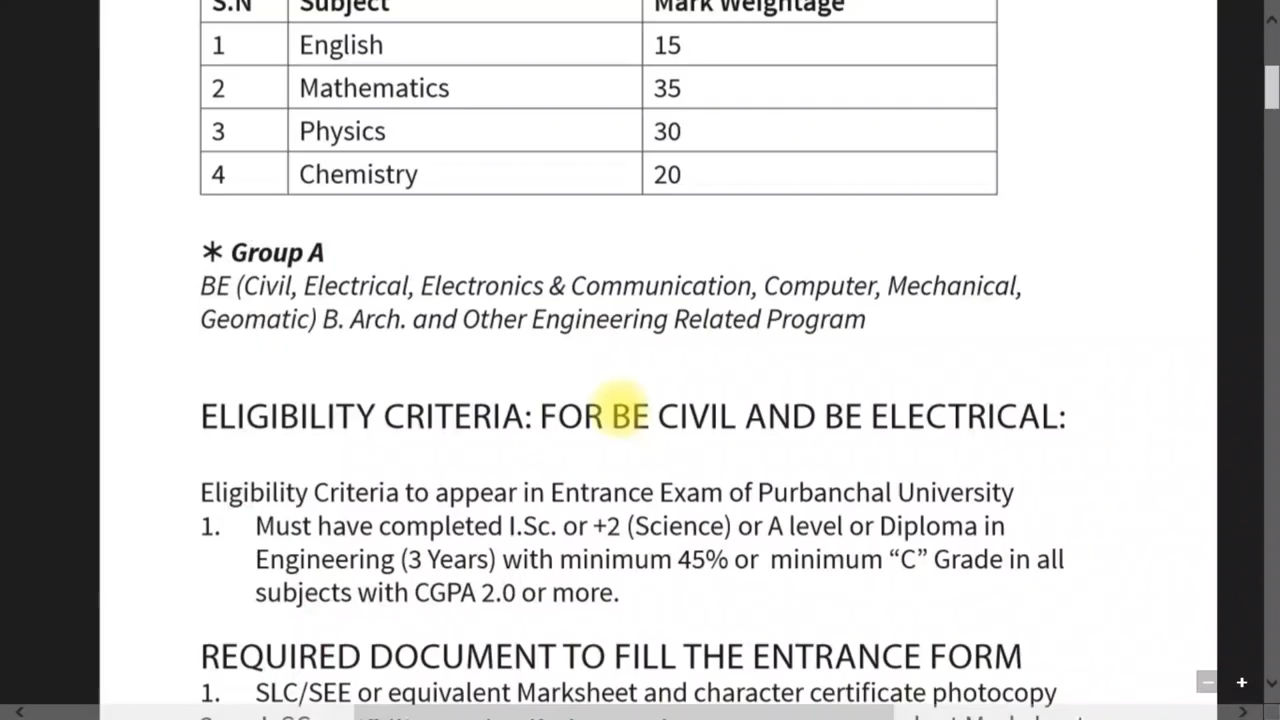 S.N Subject Mark Weightage
1 English 15
2 Mathematics 35
3 Physics 30
4 Chemistry 20
* Group A
BE (Civil, Electrical, Electronics & Communication, Computer, Mechanical,
Geomatic) B. Arch. and Other Engineering Related Program
ELIGIBILITY CRITERIA: FOR BE CIVIL AND BE ELECTRICAL:
Eligibility Criteria to appear in Entrance Exam of Purbanchal University
1. Must have completed I.Sc. or +2 (Science) or A level or Diploma in
Engineering (3 Years) with minimum 45% or minimum “C” Grade in all
subjects with CGPA 2.0 or more.
REQUIRED DOCUMENT TO FILL THE ENTRANCE FORM
1. SLC/SEE or equivalent Marksheet and character certificate photocopy